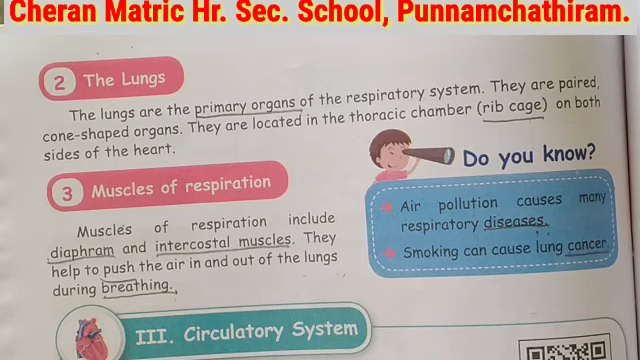 Cheran Matric Hr. Sec. School, Punnamchathiram.
2 The Lungs
The lungs are the primary organs of the respiratory system. They are paired,
cone-shaped organs. They are located in the thoracic chamber (rib cage) on both
sides of the heart.
Do you know?
3 Muscles of respiration
Air pollution causes many
respiratory diseases.
Smoking can cause lung cancer.
Muscles of respiration include
diaphram and intercostal muscles. They
help to push the air in and out of the lungs
during breathing.
III. Circulatory System